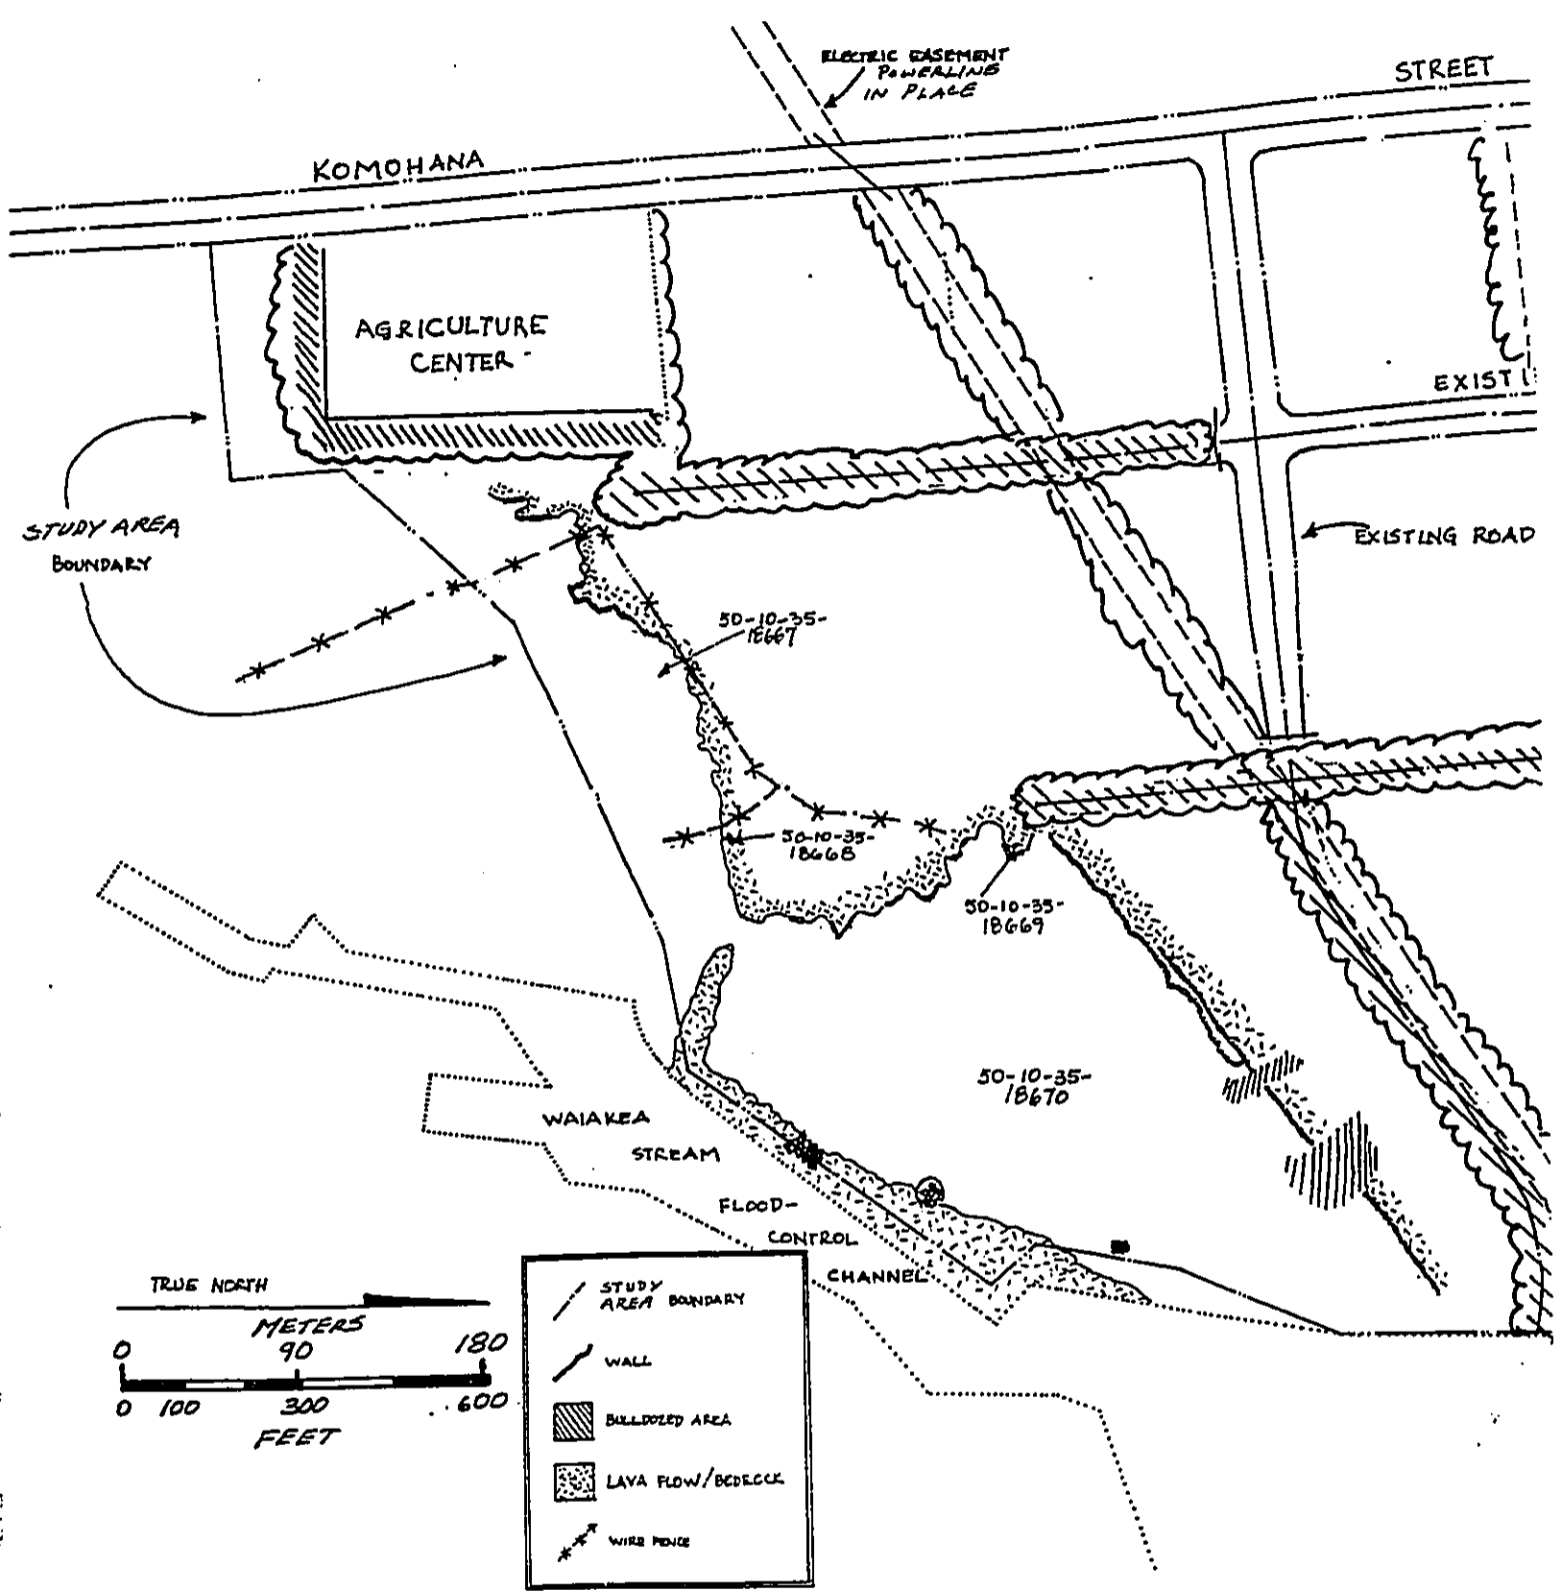 ELECTRIC EASEMENT
POWERLINE
IN PLACE
STREET
KOMOHANA
AGRICULTURE
CENTER
EXIST
STUDY AREA
BOUNDARY
EXISTING ROAD
50-10-35-
18667
50-10-35-
18668
50-10-35-
18669
50-10-35-
18670
WAIAKEA
STREAM
FLOOD-
CONTROL
CHANNEL
TRUE NORTH
METERS
0 90 180
0 100 300 600
FEET
STUDY
AREA BOUNDARY
WALL
BULLDOZED AREA
LAVA FLOW/BEDROCK
WIRE FENCE